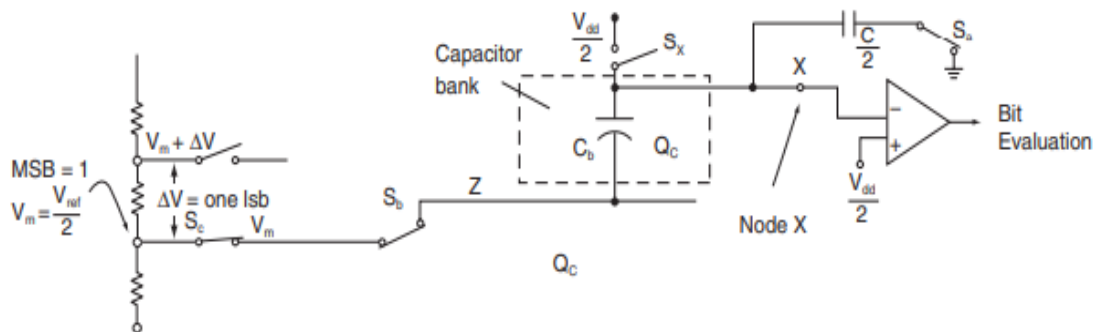 V_dd/2
S_X
Capacitor
bank
C/2
S_a
X
−
+
Bit
Evaluation
V_m + ΔV
C_b
Q_C
MSB = 1
V_m = V_ref/2
ΔV = one lsb
S_c
V_m
S_b
Z
V_dd/2
Node X
Q_C